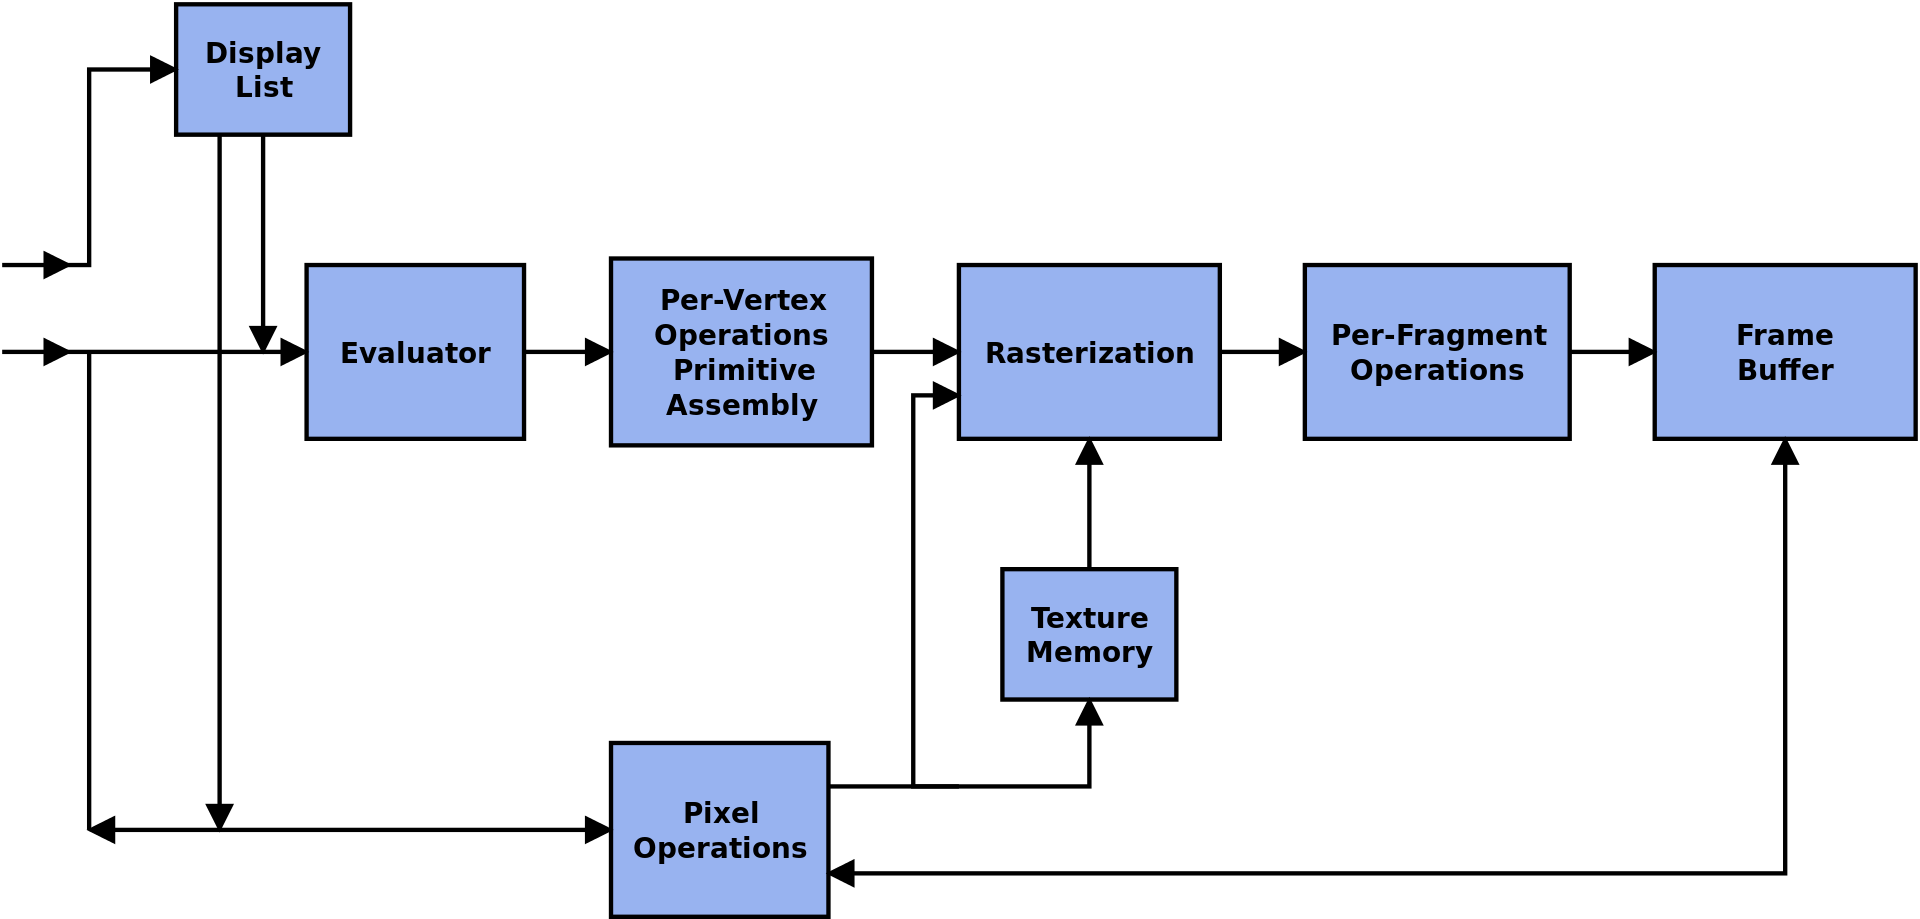 Display
List
Evaluator
Per-Vertex
Operations
Primitive
Assembly
Rasterization
Per-Fragment
Operations
Frame
Buffer
Texture
Memory
Pixel
Operations